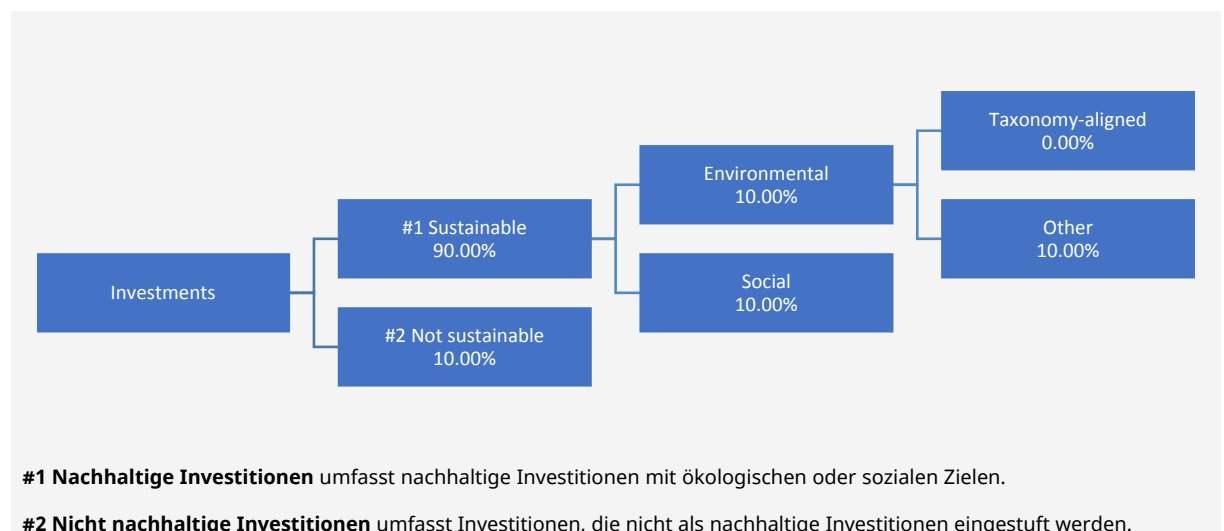 Taxonomy-aligned
0.00%
Environmental
10.00%
#1 Sustainable
90.00%
Other
10.00%
Investments
Social
10.00%
#2 Not sustainable
10.00%
#1 Nachhaltige Investitionen umfasst nachhaltige Investitionen mit ökologischen oder sozialen Zielen.
#2 Nicht nachhaltige Investitionen umfasst Investitionen, die nicht als nachhaltige Investitionen eingestuft werden.